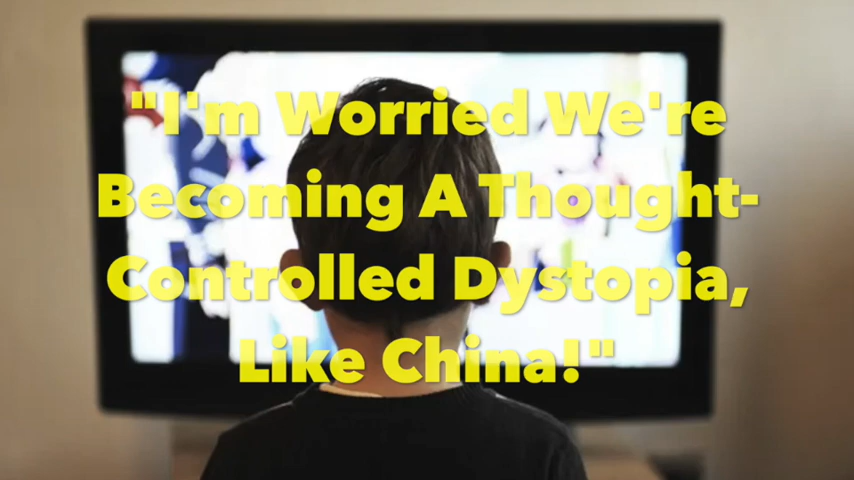 "I'm Worried We're
Becoming A Thought-
Controlled Dystopia,
Like China!"